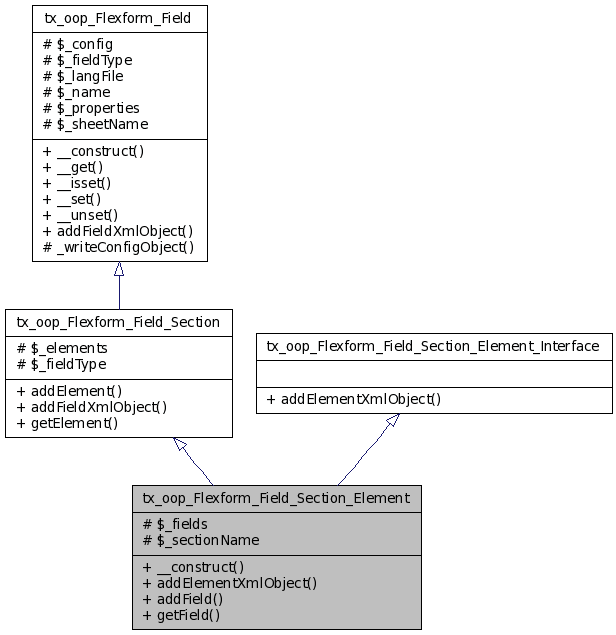 tx_oop_Flexform_Field
# $_config
# $_fieldType
# $_langFile
# $_name
# $_properties
# $_sheetName
+ __construct()
+ __get()
+ __isset()
+ __set()
+ __unset()
+ addFieldXmlObject()
# _writeConfigObject()
tx_oop_Flexform_Field_Section
# $_elements
# $_fieldType
+ addElement()
+ addFieldXmlObject()
+ getElement()
tx_oop_Flexform_Field_Section_Element_Interface
+ addElementXmlObject()
tx_oop_Flexform_Field_Section_Element
# $_fields
# $_sectionName
+ __construct()
+ addElementXmlObject()
+ addField()
+ getField()